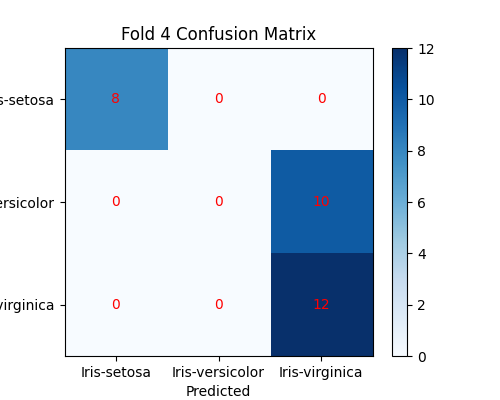 Fold 4 Confusion Matrix
s-setosa 8 0 0
ersicolor 0 0 10
virginica 0 0 12
Iris-setosa Iris-versicolor Iris-virginica
Predicted
12
10
8
6
4
2
0